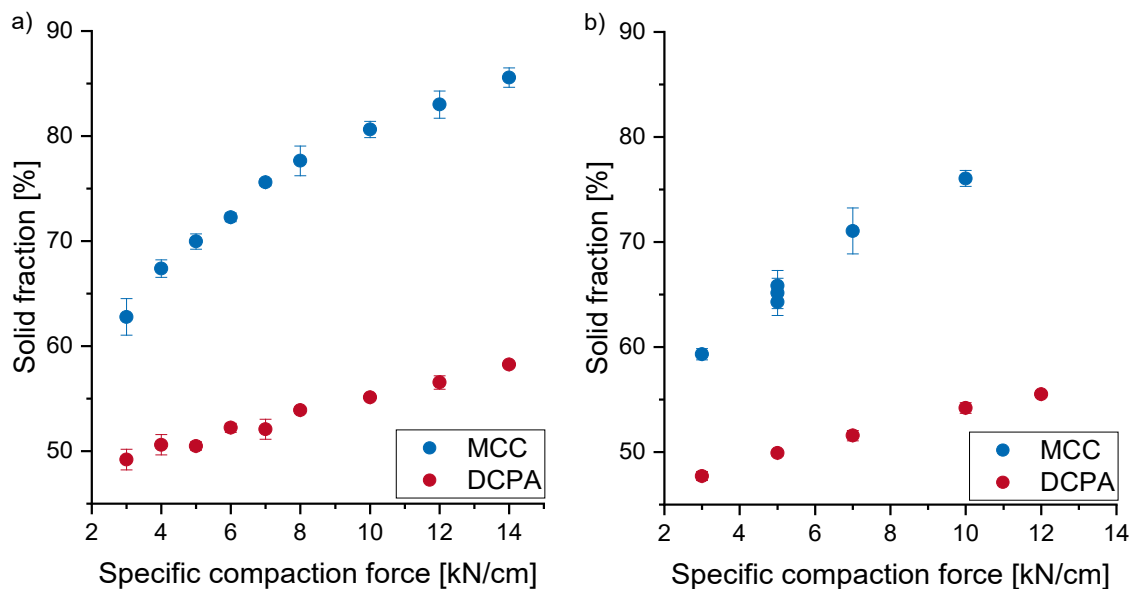 a)
90
80
70
60
50
Solid fraction [%]
MCC
DCPA
2 4 6 8 10 12 14
Specific compaction force [kN/cm]
b)
90
80
70
60
50
Solid fraction [%]
MCC
DCPA
2 4 6 8 10 12 14
Specific compaction force [kN/cm]